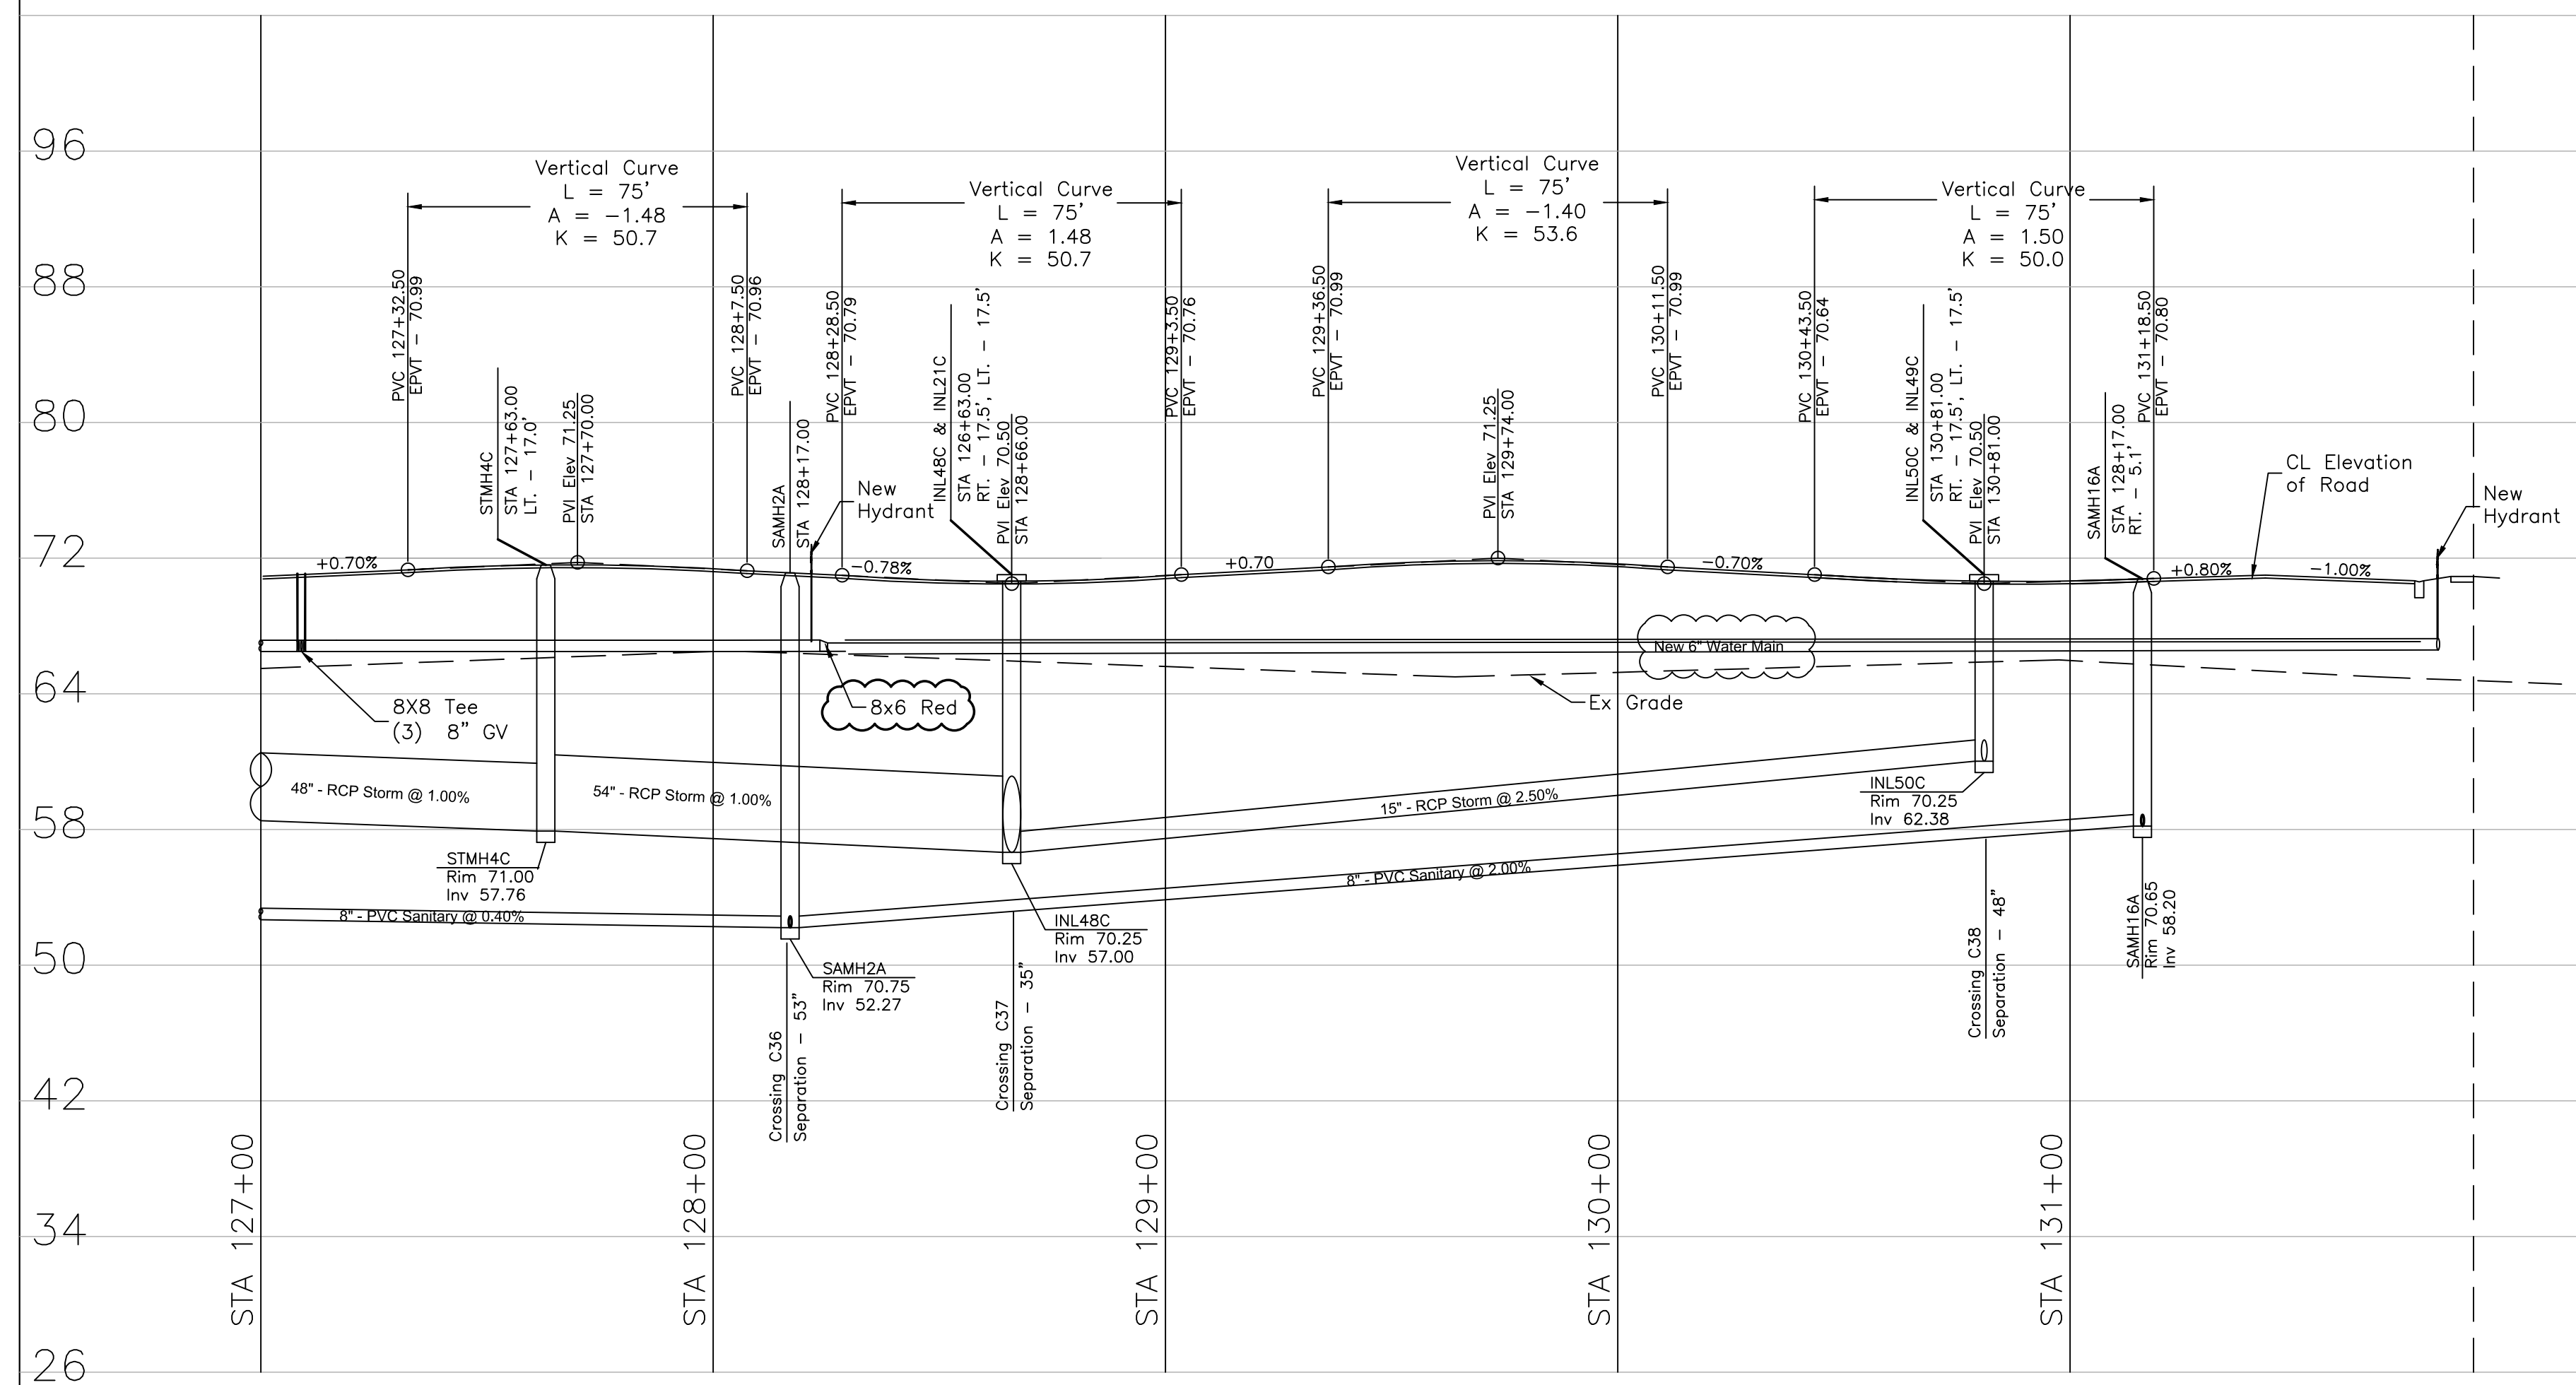 96
88
80
72
64
58
50
42
34
26
Vertical Curve
L = 75'
A = -1.48
K = 50.7
Vertical Curve
L = 75'
A = 1.48
K = 50.7
Vertical Curve
L = 75'
A = -1.40
K = 53.6
Vertical Curve
L = 75'
A = 1.50
K = 50.0
PVC 127+32.50
EPVT - 70.99
STMH4C
STA 127+63.00
LT. - 17.0'
PVI Elev 71.25
STA 127+70.00
PVC 128+7.50
EPVT - 70.96
SAMH2A
STA 128+17.00
PVC 128+28.50
EPVT - 70.79
New
Hydrant
INL48C & INL21C
STA 126+63.00
RT. - 17.5', LT. - 17.5'
PVI Elev 70.50
STA 128+66.00
PVC 129+3.50
EPVT - 70.76
PVC 129+36.50
EPVT - 70.99
PVI Elev 71.25
STA 129+74.00
PVC 130+11.50
EPVT - 70.99
PVC 130+43.50
EPVT - 70.64
INL50C & INL49C
STA 130+81.00
RT. - 17.5', LT. - 17.5'
PVI Elev 70.50
STA 130+81.00
SAMH16A
STA 128+17.00
RT. - 5.1'
PVC 131+18.50
EPVT - 70.80
CL Elevation
of Road
New
Hydrant
+0.70%
-0.78%
+0.70
-0.70%
+0.80%
-1.00%
New 6" Water Main
8X8 Tee
(3) 8" GV
8x6 Red
Ex Grade
48" - RCP Storm @ 1.00%
54" - RCP Storm @ 1.00%
15" - RCP Storm @ 2.50%
INL50C
Rim 70.25
Inv 62.38
STMH4C
Rim 71.00
Inv 57.76
8" - PVC Sanitary @ 0.40%
8" - PVC Sanitary @ 2.00%
INL48C
Rim 70.25
Inv 57.00
SAMH2A
Rim 70.75
Inv 52.27
SAMH16A
Rim 70.65
Inv 58.20
Crossing C36
Separation - 53"
Crossing C37
Separation - 35"
Crossing C38
Separation - 48"
STA 127+00
STA 128+00
STA 129+00
STA 130+00
STA 131+00